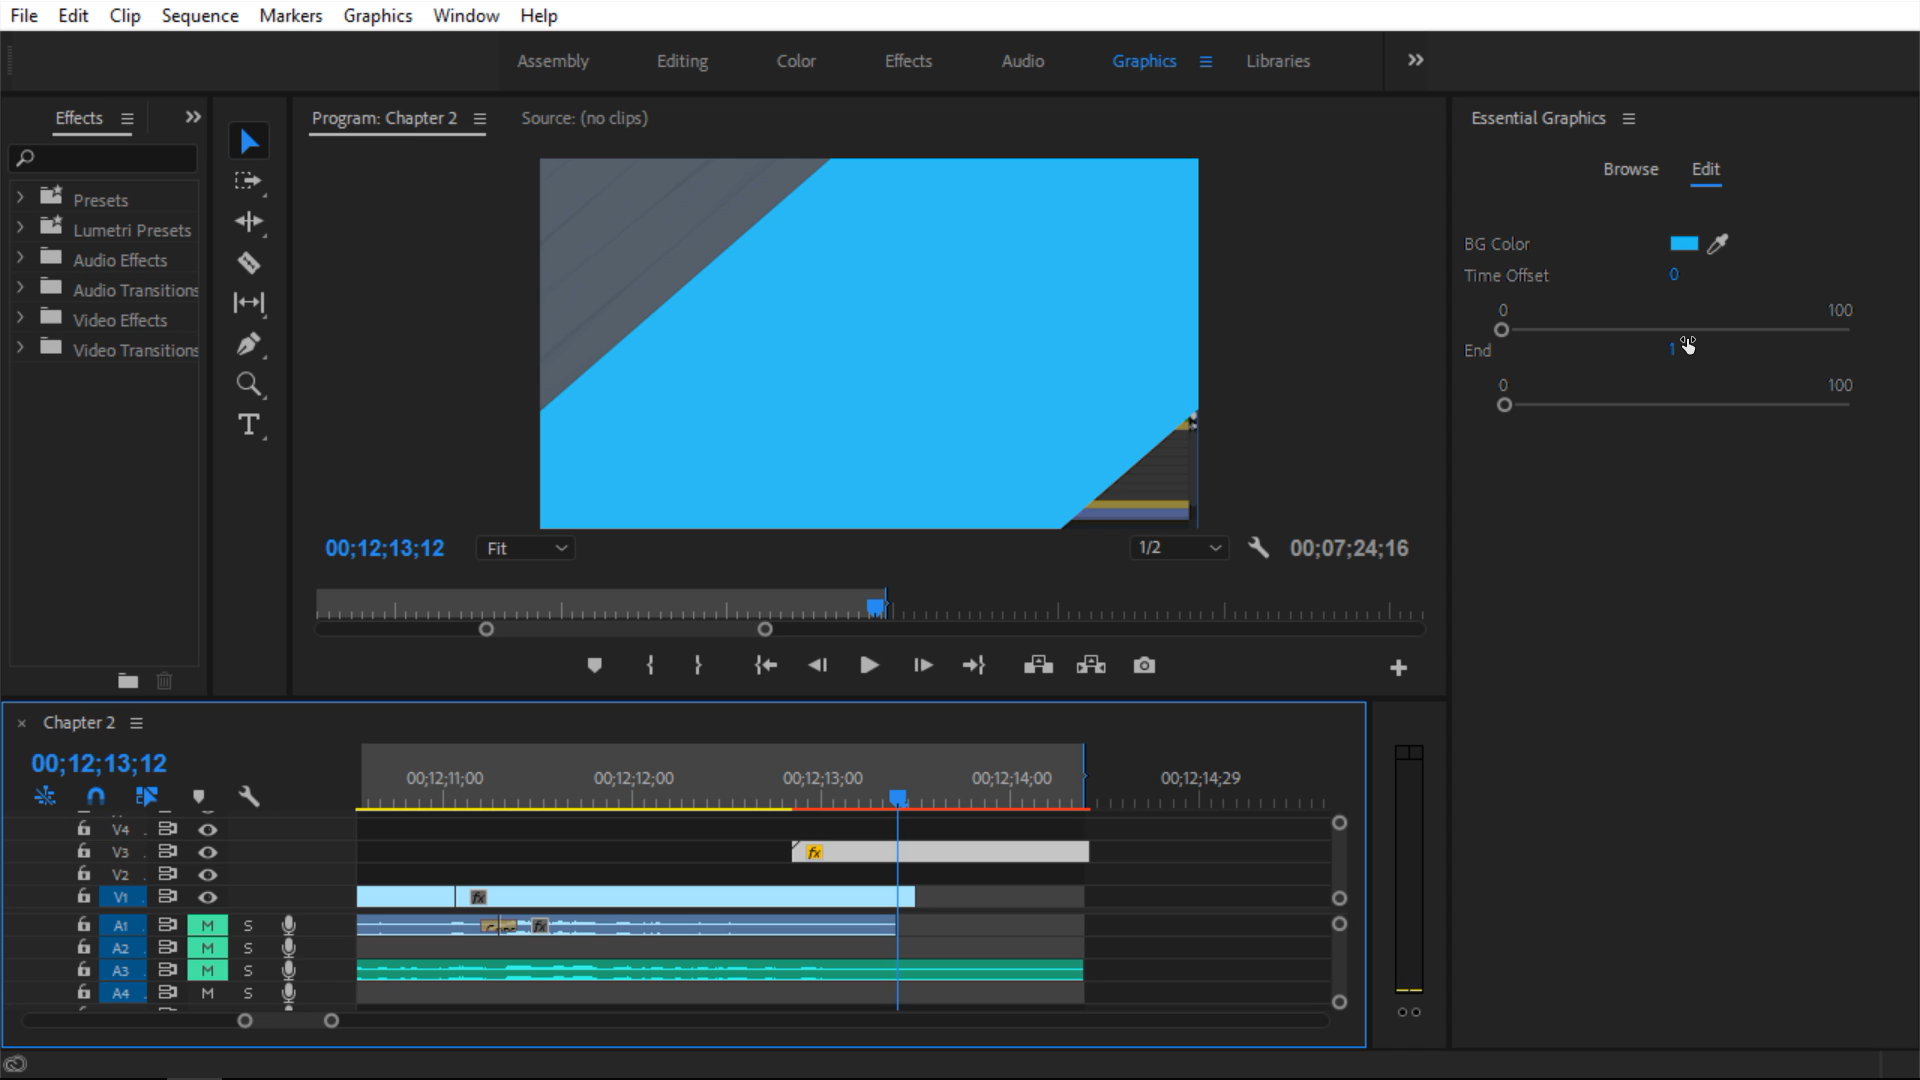 File Edit Clip Sequence Markers Graphics Window Help
Assembly Editing Color Effects Audio Graphics Libraries
Effects
Program: Chapter 2
Source: (no clips)
Essential Graphics
Browse Edit
Presets
Lumetri Presets
Audio Effects
Audio Transitions
Video Effects
Video Transitions
BG Color
Time Offset 0
0 100
End 1
0 100
00;12;13;12
Fit
1/2
00;07;24;16
Chapter 2
00;12;13;12
00;12;11;00 00;12;12;00 00;12;13;00 00;12;14;00 00;12;14;29
V4
V3 fx
V2
V1 fx
A1 M S fx
A2 M S
A3 M S
A4 M S